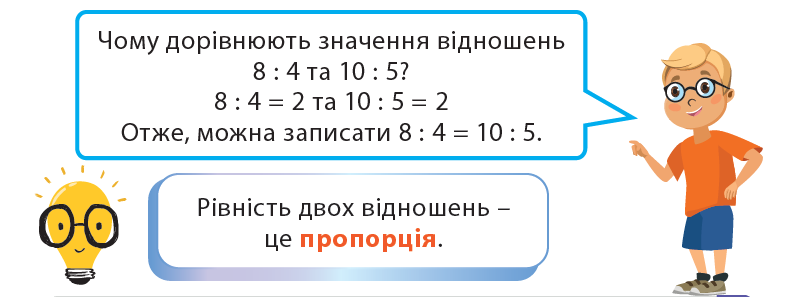 Чому дорівнюють значення відношень
8 : 4 та 10 : 5?
8 : 4 = 2 та 10 : 5 = 2
Отже, можна записати 8 : 4 = 10 : 5.
Рівність двох відношень –
це пропорція.